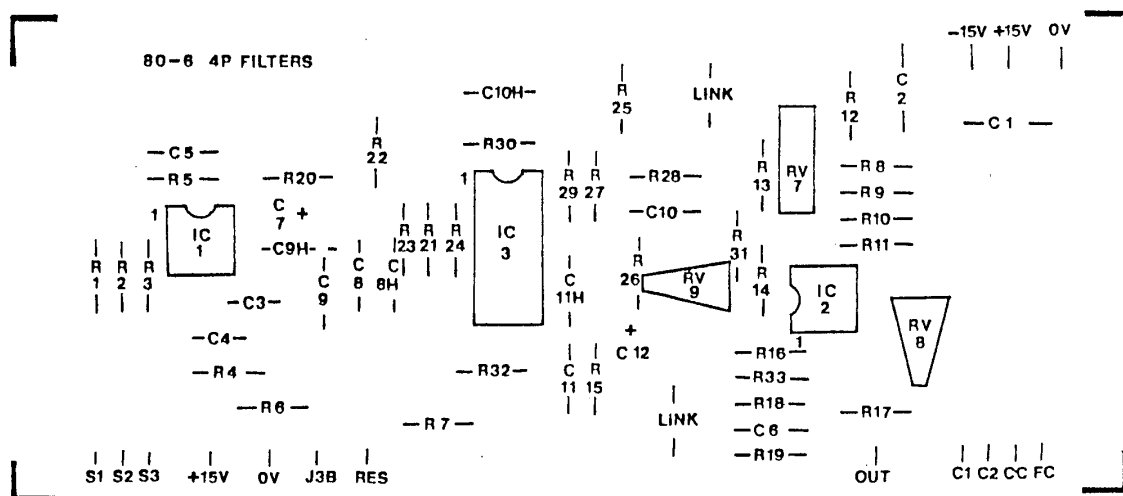 -15V +15V 0V
80-6 4P FILTERS
C10H
R 25
LINK
R 12
C 2
C 1
C5
R 22
R30
R5
R20
1
R 29
R 27
R28
R 13
RV 7
R 8
R 9
R10
R11
1
IC 1
C 7 +
C9H
R 23
R 21
R 24
IC 3
C10
R 31
R 1
R 2
R 3
C 9
C 8
C 8H
C 11H
R 26
RV 9
R 14
IC 2
1
C3
C4
R4
R6
R 7
R32
C 11
R 15
+
C 12
LINK
R16
R33
R18
C 6
R19
RV 8
R17
S1 S2 S3 +15V 0V J3B RES OUT C1 C2 CC FC